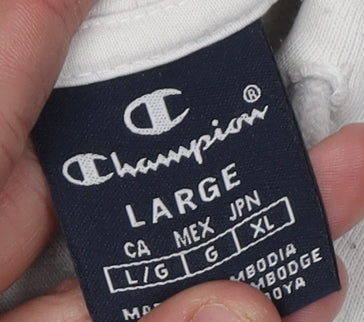 Champion®
LARGE
CA MEX JPN
L/G G XL